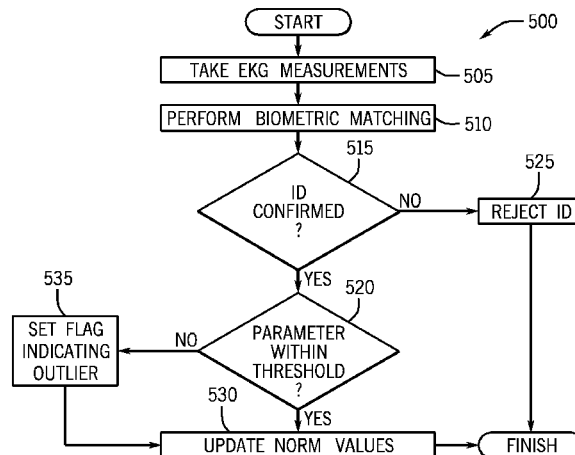 START
500
TAKE EKG MEASUREMENTS
505
PERFORM BIOMETRIC MATCHING
510
515
ID
CONFIRMED
?
NO
525
REJECT ID
YES
535
520
SET FLAG
INDICATING
OUTLIER
NO
PARAMETER
WITHIN
THRESHOLD
?
530
YES
UPDATE NORM VALUES
FINISH